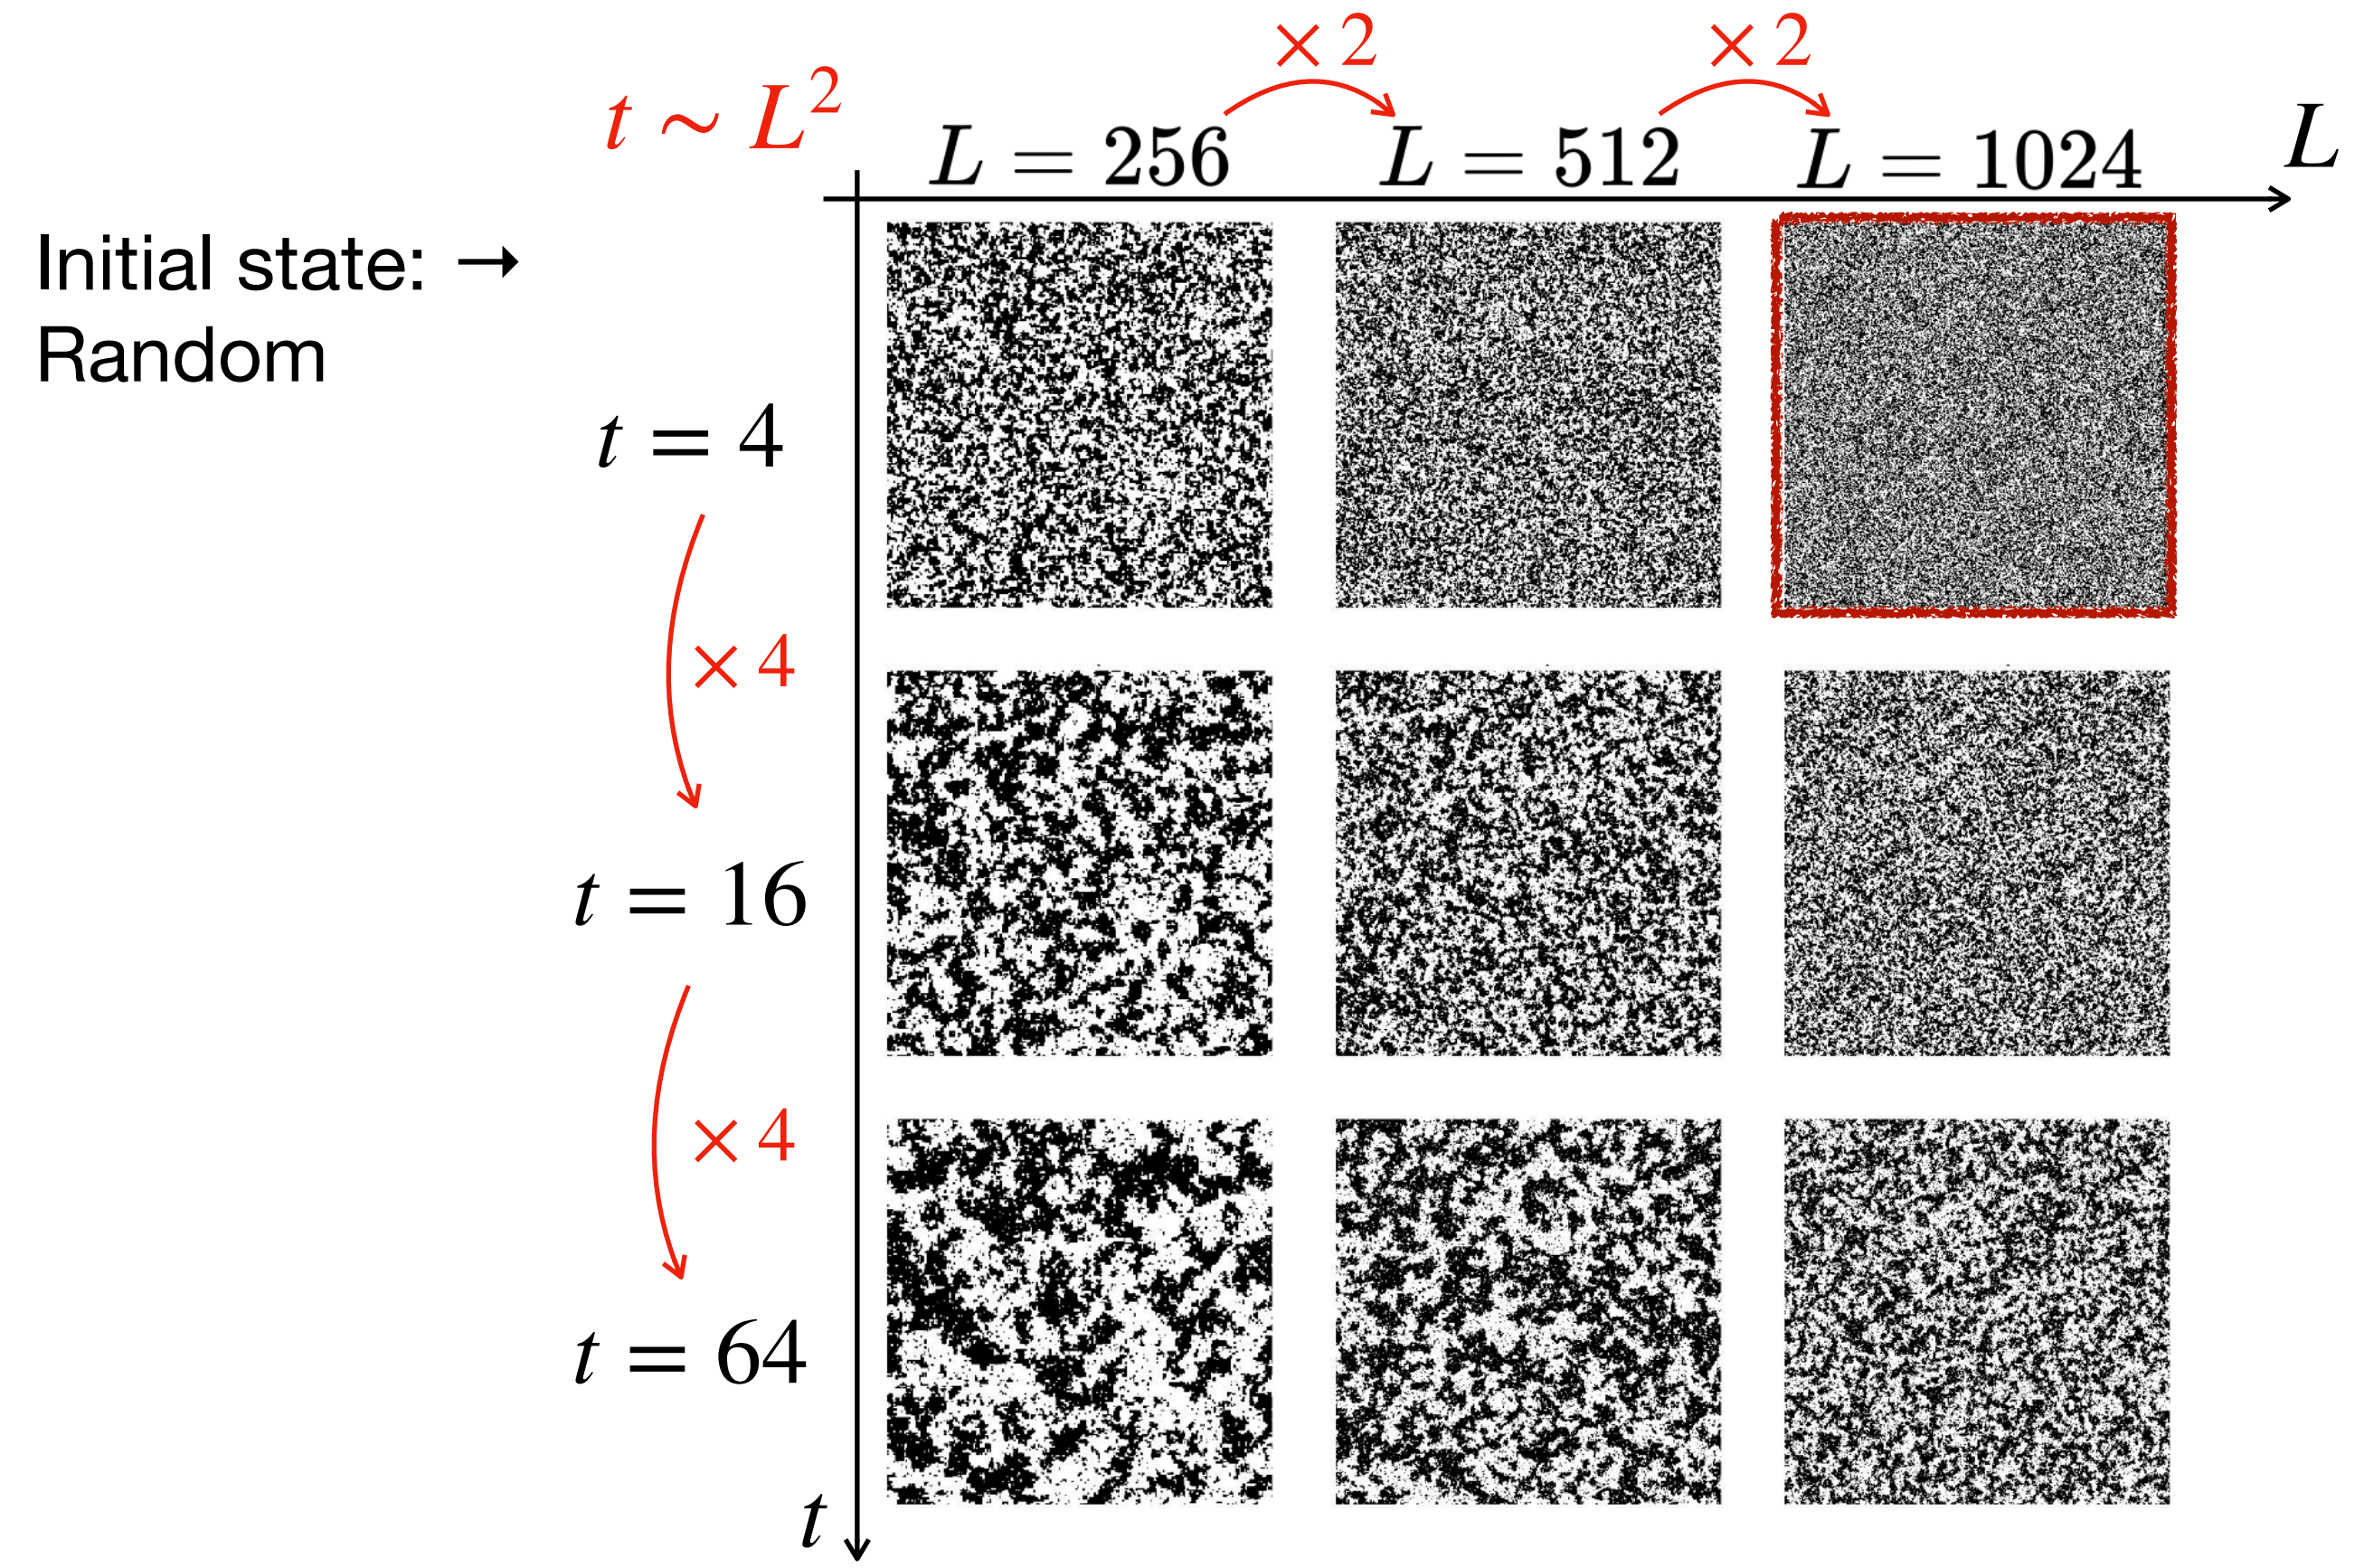 × 2 × 2
t ~ L²
L = 256 L = 512 L = 1024 L
Initial state: →
Random
t = 4
× 4
t = 16
× 4
t = 64
t